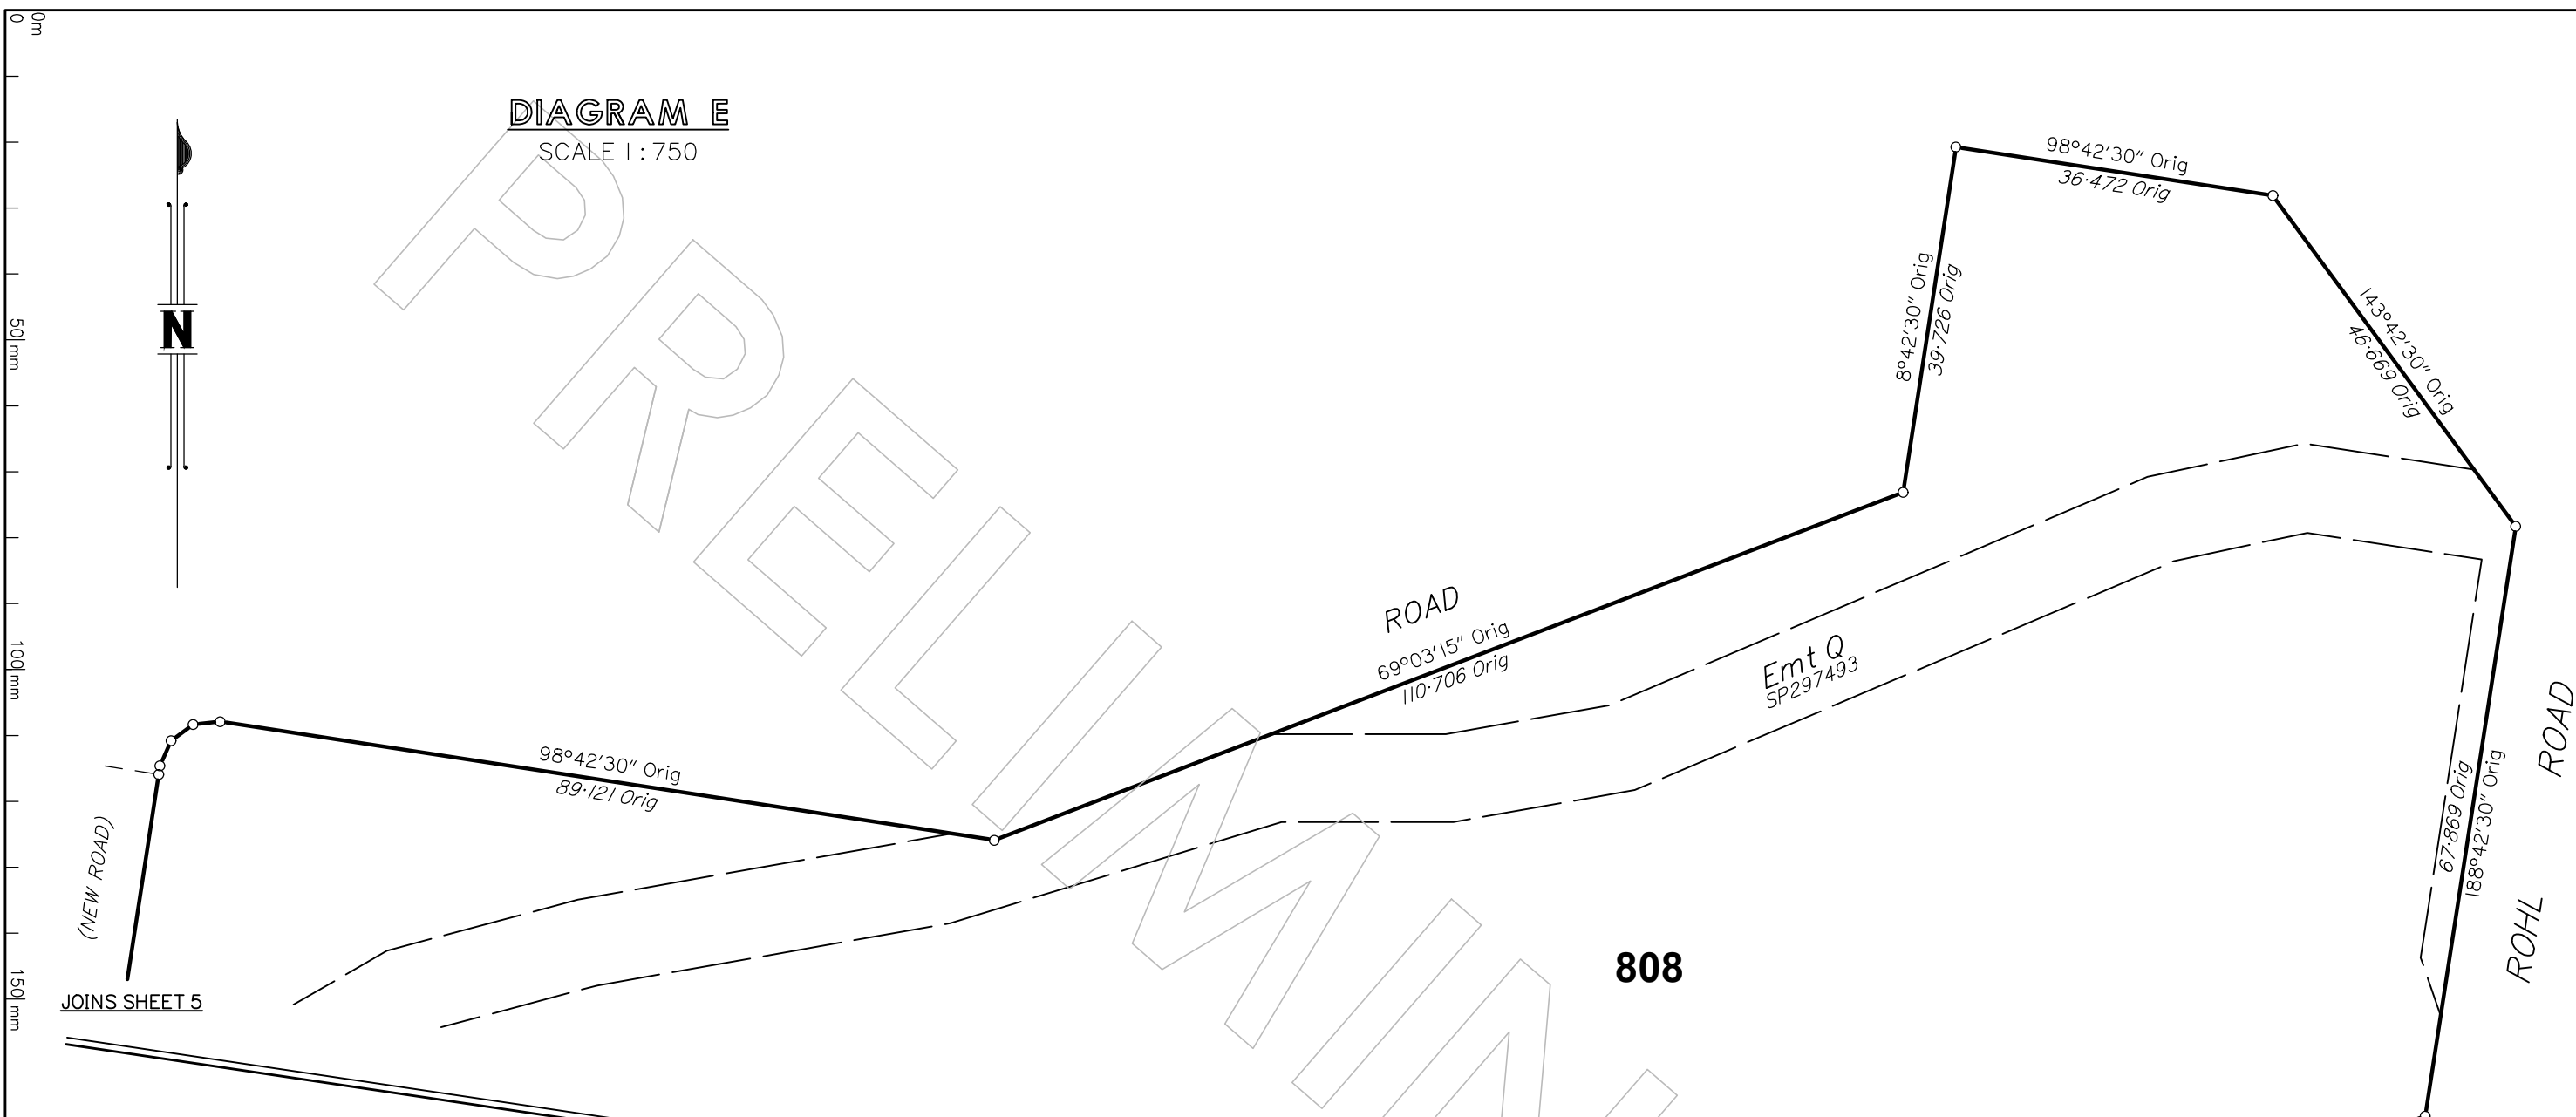 0
0m
50 mm
100 mm
150 mm
DIAGRAM E
SCALE 1:750
N
98°42'30" Orig
36·472 Orig
8°42'30" Orig
39·726 Orig
143°42'30" Orig
46·669 Orig
ROAD
69°03'15" Orig
110·706 Orig
Emt Q
SP297493
98°42'30" Orig
89·121 Orig
(NEW ROAD)
JOINS SHEET 5
808
67·869 Orig
188°42'30" Orig
ROHL ROAD
PRELIMIN